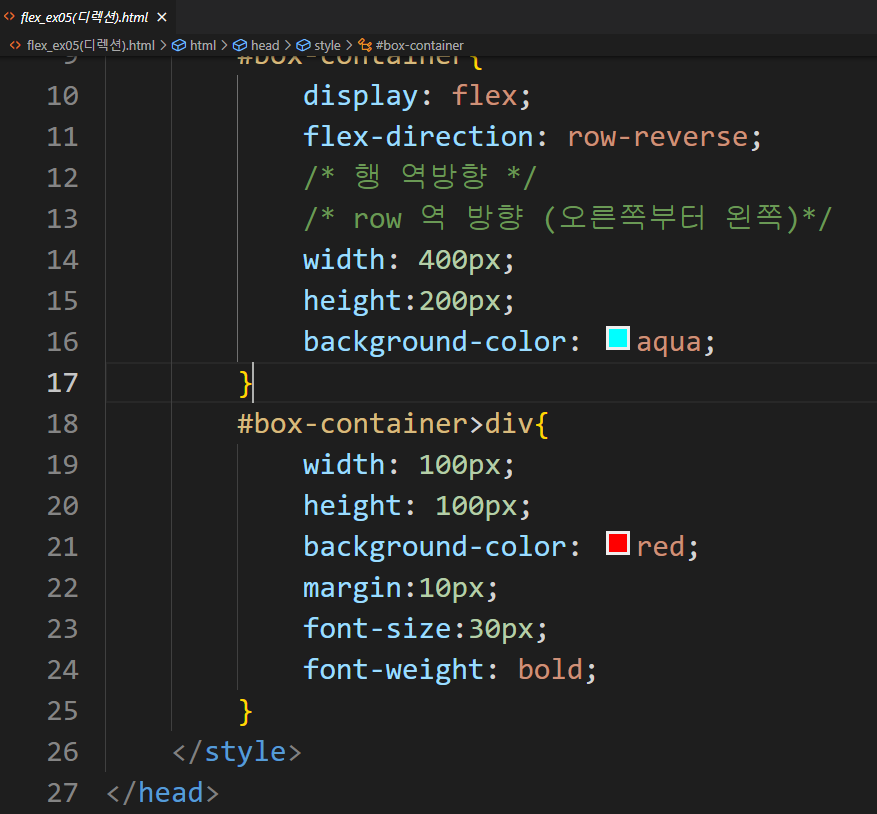 flex_ex05(디렉션).html ×
flex_ex05(디렉션).html > html > head > style > #box-container
9 #box-container{
10 display: flex;
11 flex-direction: row-reverse;
12 /* 행 역방향 */
13 /* row 역 방향 (오른쪽부터 왼쪽)*/
14 width: 400px;
15 height:200px;
16 background-color: aqua;
17 }
18 #box-container>div{
19 width: 100px;
20 height: 100px;
21 background-color: red;
22 margin:10px;
23 font-size:30px;
24 font-weight: bold;
25 }
26 </style>
27 </head>